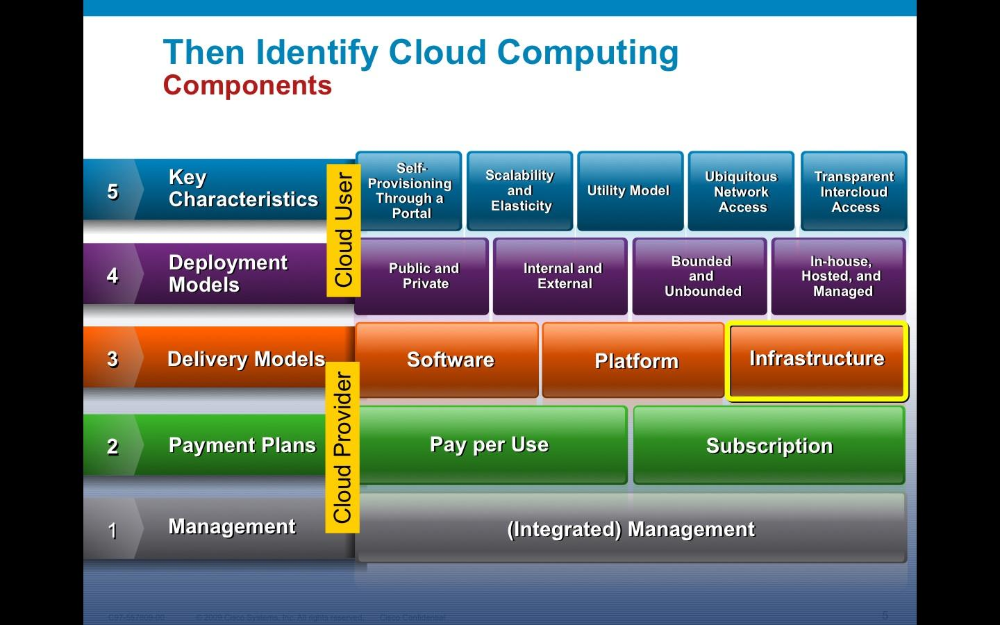 Then Identify Cloud Computing
Components
5
Key
Characteristics
Cloud User
Self-
Provisioning
Through a
Portal
Scalability
and
Elasticity
Utility Model
Ubiquitous
Network
Access
Transparent
Intercloud
Access
4
Deployment
Models
Public and
Private
Internal and
External
Bounded
and
Unbounded
In-house,
Hosted, and
Managed
3
Delivery Models
Software
Platform
Infrastructure
Cloud Provider
2
Payment Plans
Pay per Use
Subscription
1
Management
(Integrated) Management
C97-557809-00 © 2009 Cisco Systems, Inc. All rights reserved. Cisco Confidential 5